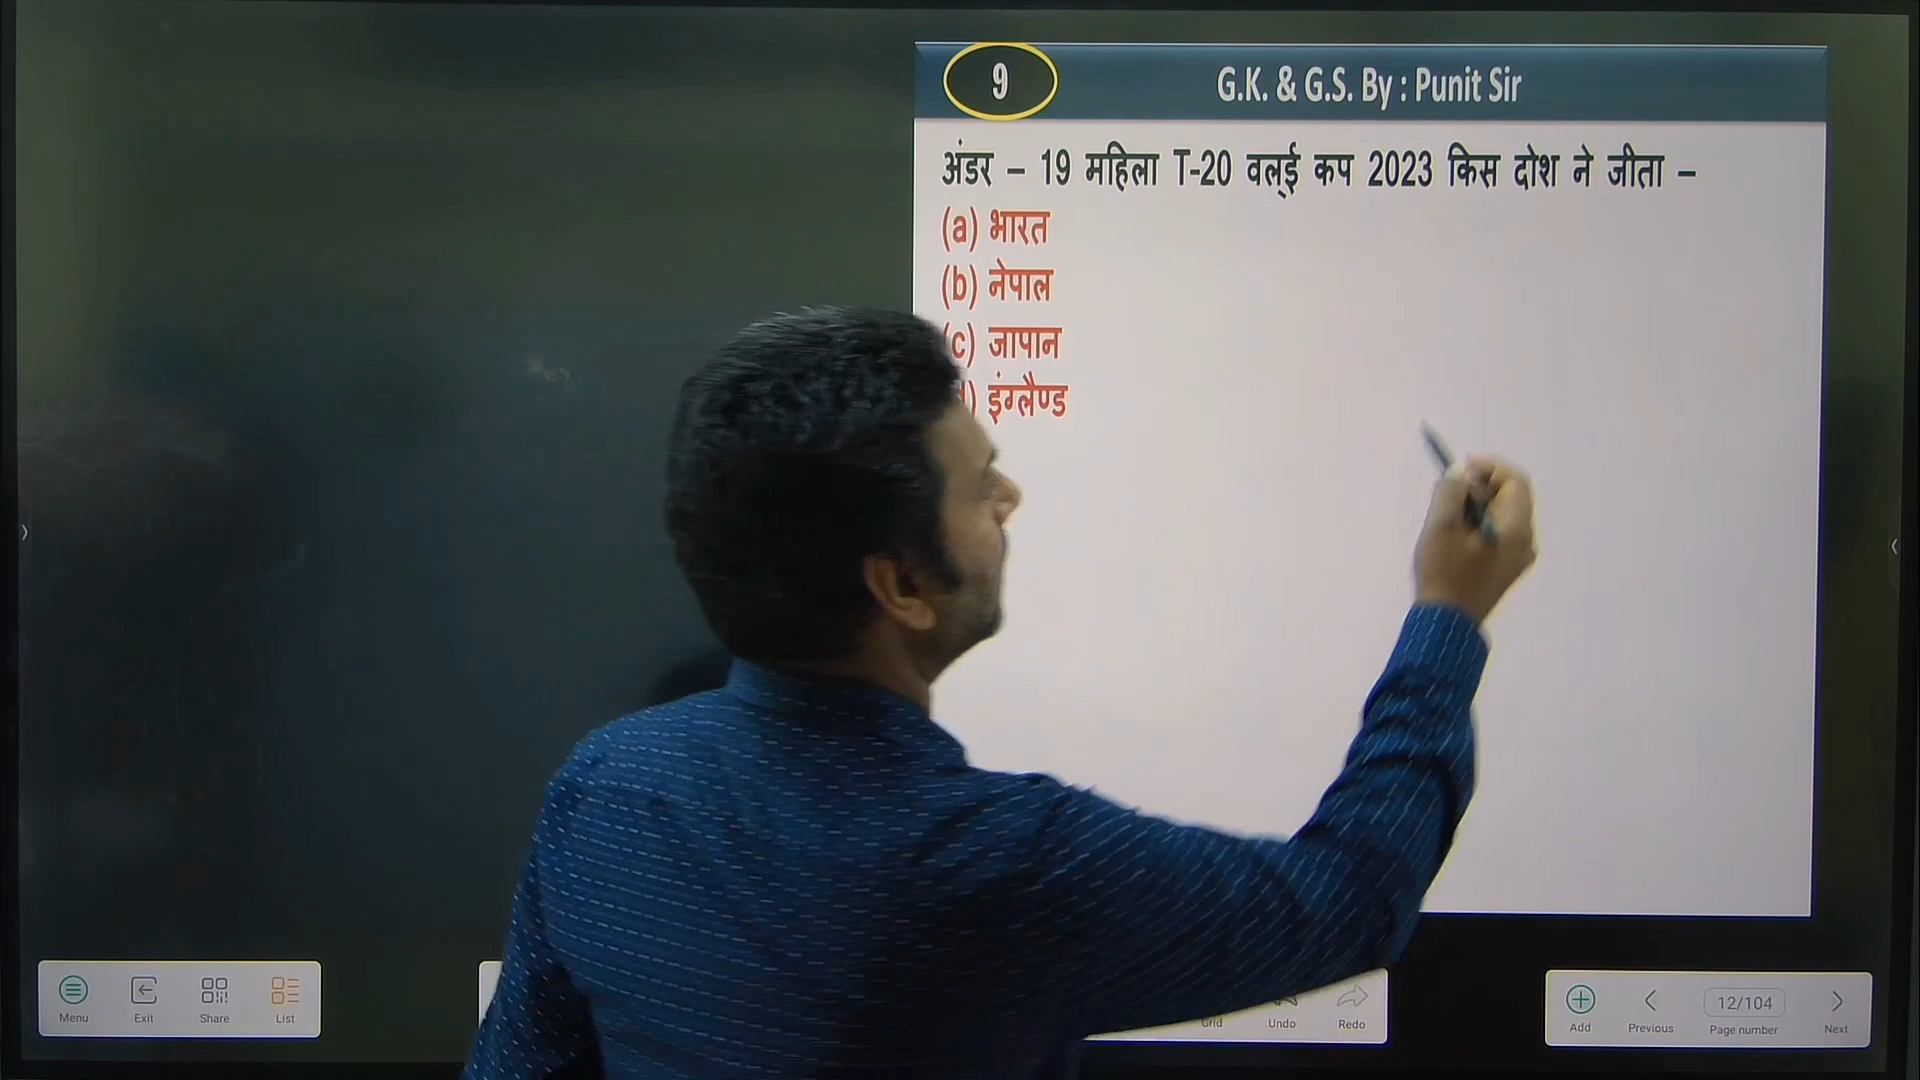 9
G.K. & G.S. By : Punit Sir
अंडर – 19 महिला T-20 वल्र्इ कप 2023 किस दोश ने जीता –
(a) भारत
(b) नेपाल
c) जापान
) इंग्लैण्ड
Menu Exit Share List
Grid Undo Redo
Add Previous 12/104 Page number Next